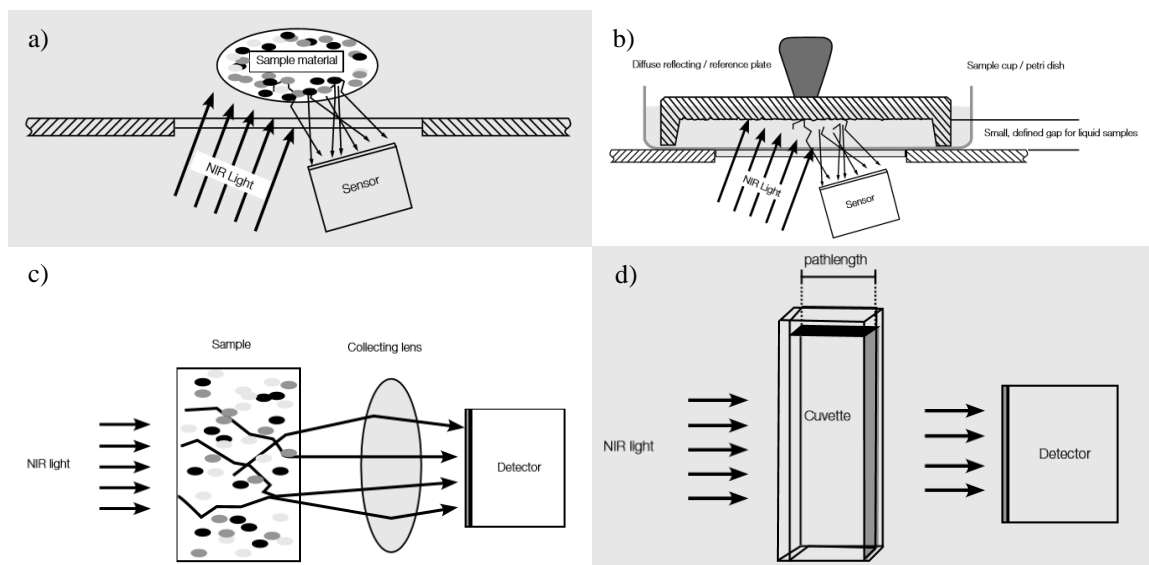 a)
Sample material
NIR Light
Sensor
b)
Diffuse reflecting / reference plate
Sample cup / petri dish
Small, defined gap for liquid samples
NIR Light
Sensor
c)
Sample
Collecting lens
NIR light
Detector
d)
pathlength
Cuvette
NIR light
Detector